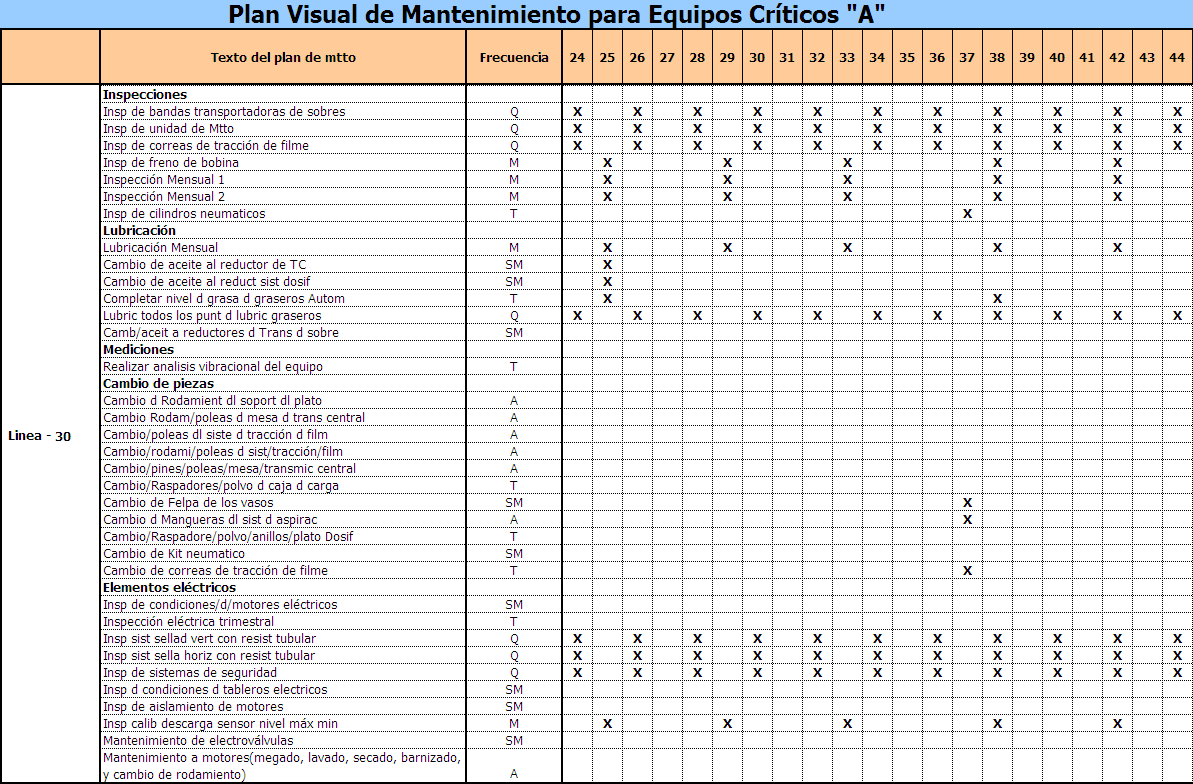 Plan Visual de Mantenimiento para Equipos Críticos "A"
Texto del plan de mtto Frecuencia 24 25 26 27 28 29 30 31 32 33 34 35 36 37 38 39 40 41 42 43 44
Inspecciones
Insp de bandas transportadoras de sobres Q X X X X X X X X X X X
Insp de unidad de Mtto Q X X X X X X X X X X X
Insp de correas de tracción de filme Q X X X X X X X X X X X
Insp de freno de bobina M X X X X X
Inspección Mensual 1 M X X X X X
Inspección Mensual 2 M X X X X X
Insp de cilindros neumaticos T X
Lubricación
Lubricación Mensual M X X X X X
Cambio de aceite al reductor de TC SM X
Cambio de aceite al reduct sist dosif SM X
Completar nivel d grasa d graseros Autom T X X
Lubric todos los punt d lubric graseros Q X X X X X X X X X X X
Camb/aceit a reductores d Trans d sobre SM
Mediciones
Realizar analisis vibracional del equipo T
Cambio de piezas
Cambio d Rodamient dl soport dl plato A
Cambio Rodam/poleas d mesa d trans central A
Linea - 30 Cambio/poleas dl siste d tracción d film A
Cambio/rodami/poleas d sist/tracción/film A
Cambio/pines/poleas/mesa/transmic central A
Cambio/Raspadores/polvo d caja d carga T
Cambio de Felpa de los vasos SM X
Cambio d Mangueras dl sist d aspirac A X
Cambio/Raspadore/polvo/anillos/plato Dosif T
Cambio de Kit neumatico SM
Cambio de correas de tracción de filme T X
Elementos eléctricos
Insp de condiciones/d/motores eléctricos SM
Inspección eléctrica trimestral T
Insp sist sellad vert con resist tubular Q X X X X X X X X X X X
Insp sist sella horiz con resist tubular Q X X X X X X X X X X X
Insp de sistemas de seguridad Q X X X X X X X X X X X
Insp d condiciones d tableros electricos SM
Insp de aislamiento de motores SM
Insp calib descarga sensor nivel máx min M X X X X X
Mantenimiento de electroválvulas SM
Mantenimiento a motores(megado, lavado, secado, barnizado,
y cambio de rodamiento) A